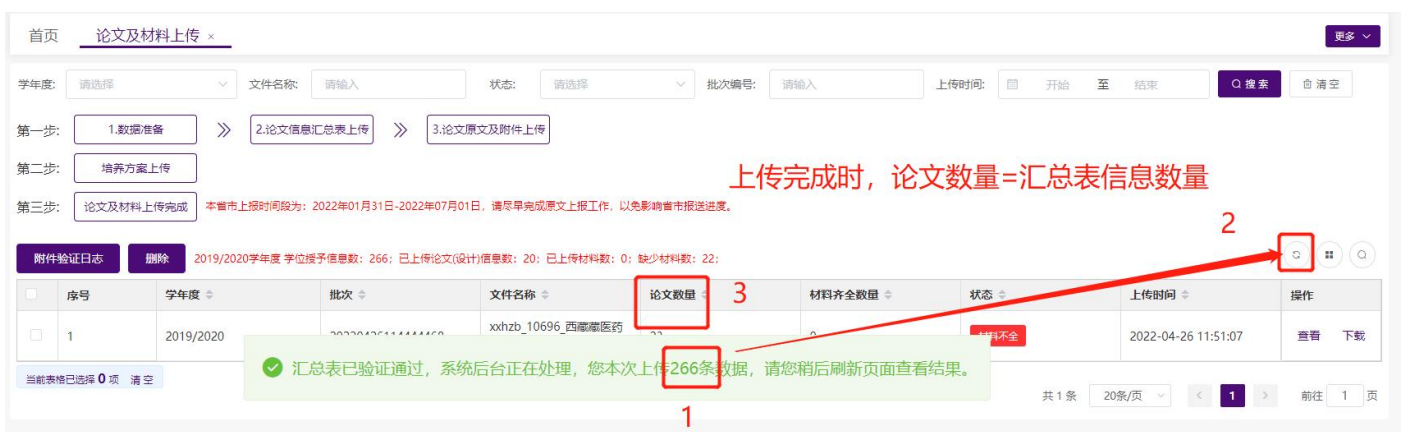 首页 论文及材料上传 × 更多
学年度: 请选择 文件名称: 请输入 状态: 请选择 批次编号: 请输入 上传时间: 开始 至 结束 搜索 清空
第一步: 1.数据准备 2.论文信息汇总表上传 3.论文原文及附件上传
第二步: 培养方案上传
上传完成时，论文数量=汇总表信息数量
第三步: 论文及材料上传完成 本省市上报时间段为：2022年01月31日-2022年07月01日，请尽早完成原文上报工作，以免影响省市报送进度。
2
附件验证日志 删除 2019/2020学年度 学位授予信息数：266；已上传论文(设计)信息数：20；已上传材料数：0；缺少材料数：22；
序号 学年度 批次 文件名称 论文数量 3 材料齐全数量 状态 上传时间 操作
1 2019/2020 xxhzb_10696_西藏藏医药 材料不全 2022-04-26 11:51:07 查看 下载
汇总表已验证通过，系统后台正在处理，您本次上传266条数据，请您稍后刷新页面查看结果。
当前表格已选择 0 项 清空
共 1 条 20条/页 1 前往 1 页
1